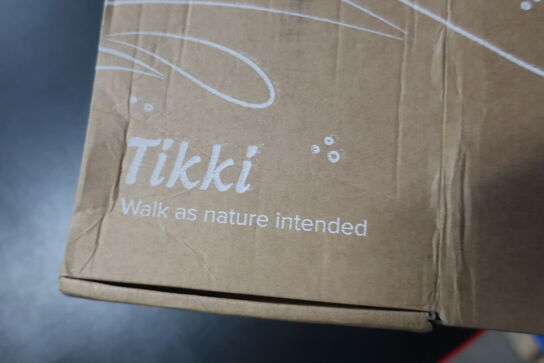 Tikki
Walk as nature intended